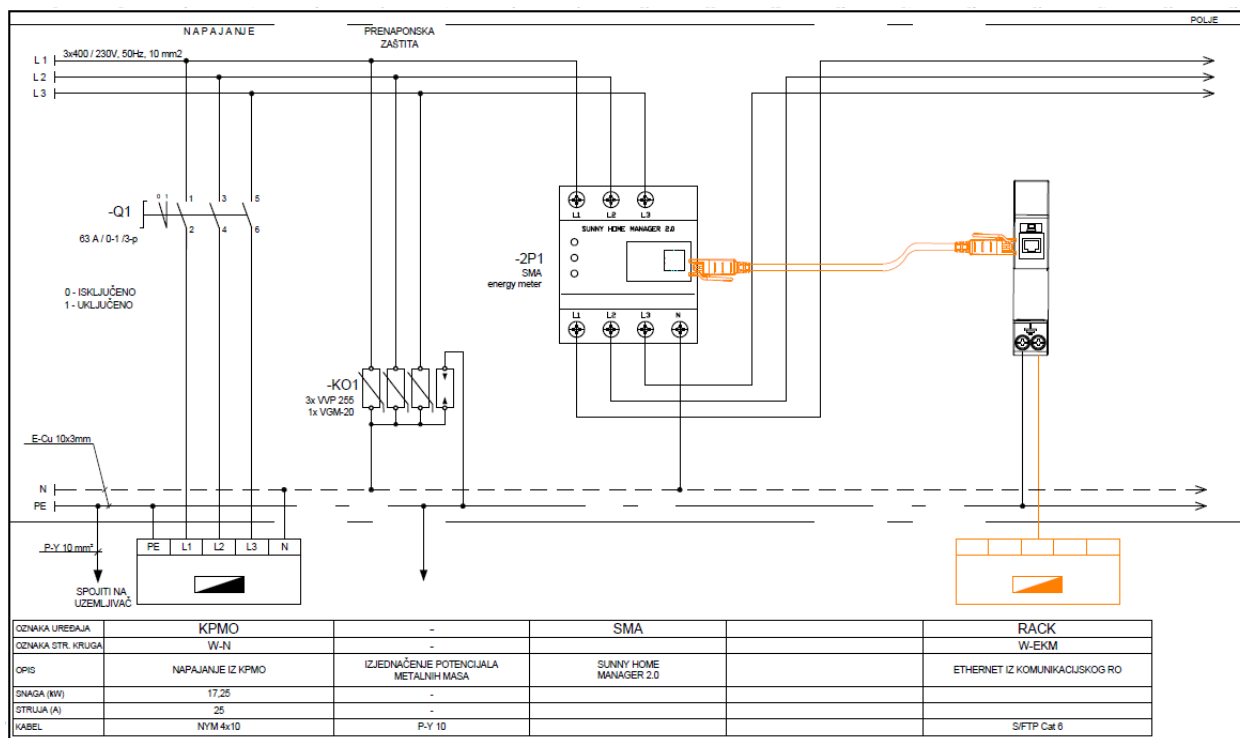 NAPAJANJE
PRENAPONSKA
ZAŠTITA
POLJE
L 1
3x400 / 230V, 50Hz, 10 mm2
L 2
L 3
0 1
1
3
5
-Q1
2
4
6
63 A / 0-1 /3-p
0 - ISKLJUČENO
1 - UKLJUČENO
L1
L2
L3
SUNNY HOME MANAGER 2.0
-2P1
SMA
energy meter
L1
L2
L3
N
-KO1
3x VVP 255
1x VGM-20
E-Cu 10x3mm
N
PE
P-Y 10 mm²
PE
L1
L2
L3
N
SPOJITI NA
UZEMLJIVAČ
OZNAKA UREĐAJA
KPMO
-
SMA
RACK
OZNAKA STR. KRUGA
W-N
-
W-EKM
OPIS
NAPAJANJE IZ KPMO
IZJEDNAČENJE POTENCIJALA
METALNIH MASA
SUNNY HOME
MANAGER 2.0
ETHERNET IZ KOMUNIKACIJSKOG RO
SNAGA (kW)
17,25
-
STRUJA (A)
25
-
KABEL
NYM 4x10
P-Y 10
S/FTP Cat 6